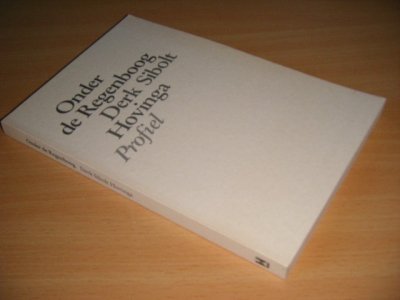 Onder
de Regenboog
Derk Sibolt
Hovinga
Profiel
Onder de Regenboog Derk Sibolt Hovinga